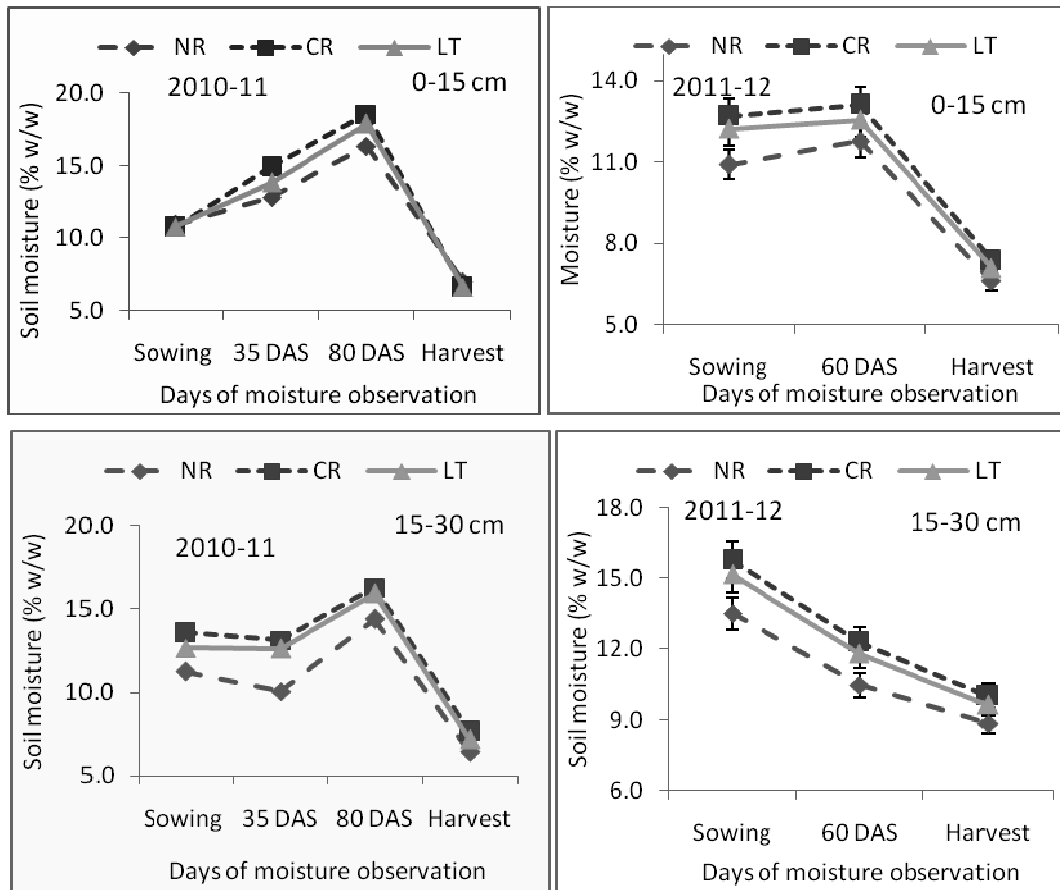 NR CR LT
2010-11 0-15 cm
Soil moisture (% w/w)
20.0
15.0
10.0
5.0
Sowing 35 DAS 80 DAS Harvest
Days of moisture observation
NR CR LT
2011-12 0-15 cm
Moisture (% w/w)
14.0
11.0
8.0
5.0
Sowing 60 DAS Harvest
Days of moisture observation
NR CR LT
2010-11 15-30 cm
Soil moisture (% w/w)
20.0
15.0
10.0
5.0
Sowing 35 DAS 80 DAS Harvest
Days of moisture observation
NR CR LT
2011-12 15-30 cm
Soil moisture (% w/w)
18.0
15.0
12.0
9.0
6.0
Sowing 60 DAS Harvest
Days of moisture observation